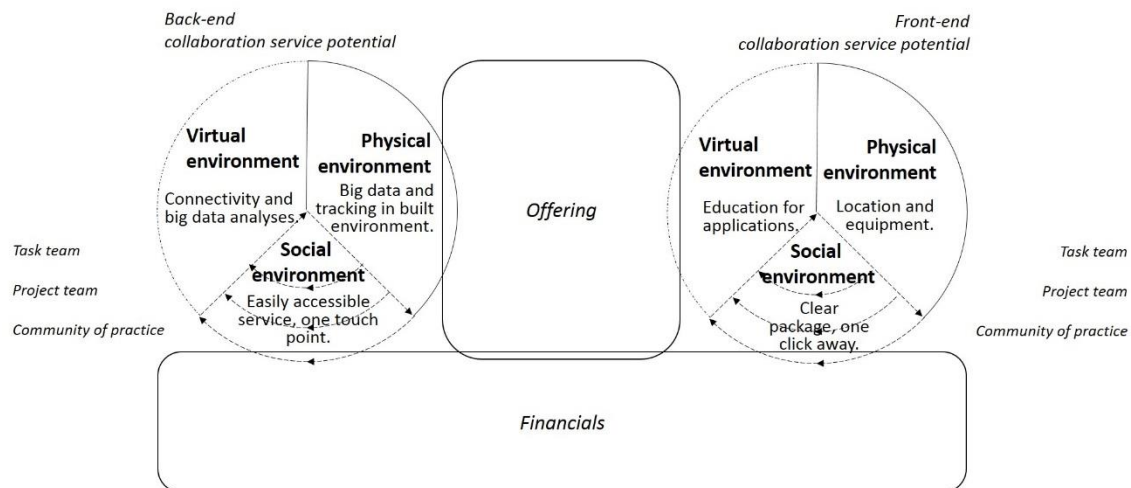 Back-end
collaboration service potential
Front-end
collaboration service potential
Virtual
environment
Physical
environment
Connectivity and
big data analyses.
Big data and
tracking in built
environment.
Social
environment
Easily accessible
service, one touch
point.
Task team
Project team
Community of practice
Offering
Virtual
environment
Physical
environment
Education for
applications.
Location and
equipment.
Social
environment
Clear
package, one
click away.
Task team
Project team
Community of practice
Financials